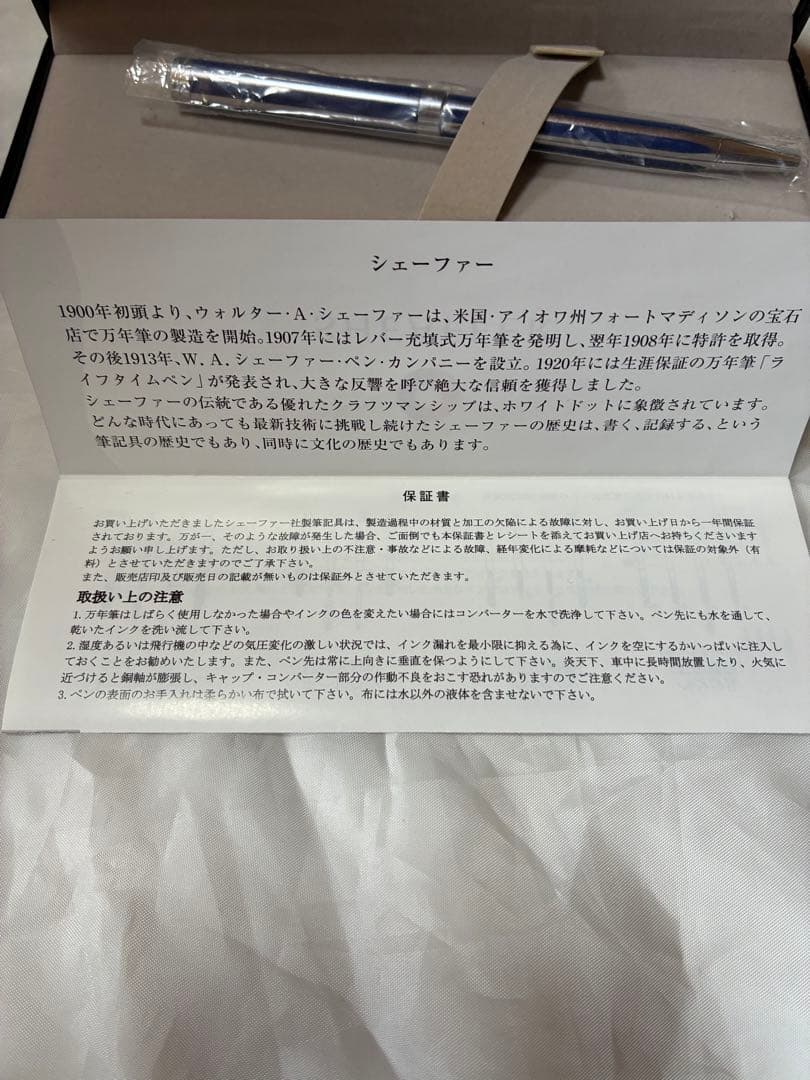 シェーファー
1900年初頭より、ウォルター・A・シェーファーは、米国・アイオワ州フォートマディソンの宝石
店で万年筆の製造を開始。1907年にはレバー充填式万年筆を発明し、翌年1908年に特許を取得。
その後1913年、W. A. シェーファー・ペン・カンパニーを設立。1920年には生涯保証の万年筆「ラ
イフタイムペン」が発表され、大きな反響を呼び絶大な信頼を獲得しました。
シェーファーの伝統である優れたクラフツマンシップは、ホワイトドットに象徴されています。
どんな時代にあっても最新技術に挑戦し続けたシェーファーの歴史は、書く、記録する、という
筆記具の歴史でもあり、同時に文化の歴史でもあります。
保証書
お買い上げいただきましたシェーファー社製筆記具は、製造過程中の材質と加工の欠陥による故障に対し、お買い上げ日から一年間保証
されております。万が一、そのような故障が発生した場合、ご面倒でも本保証書とレシートを添えてお買い上げ店へお持ちくださいます
ようお願い申し上げます。ただし、お取り扱い上の不注意・事故などによる故障、経年変化による摩耗などについては保証の対象外（有
料）とさせていただきますのでご了承下さい。
また、販売店印及び販売日の記載が無いものは保証外とさせていただきます。
取扱い上の注意
1. 万年筆はしばらく使用しなかった場合やインクの色を変えたい場合にはコンバーターを水で洗浄して下さい。ペン先にも水を通して、
乾いたインクを洗い流して下さい。
2. 湿度あるいは飛行機の中などの気圧変化の激しい状況では、インク漏れを最小限に抑える為に、インクを空にするかいっぱいに注入し
ておくことをお勧めいたします。また、ペン先は常に上向きに垂直を保つようにして下さい。炎天下、車中に長時間放置したり、火気に
近づけると銅軸が膨張し、キャップ・コンバーター部分の作動不良をおこす恐れがありますのでご注意ください。
3. ペンの表面のお手入れは柔らかい布で拭いて下さい。布には水以外の液体を含ませないで下さい。